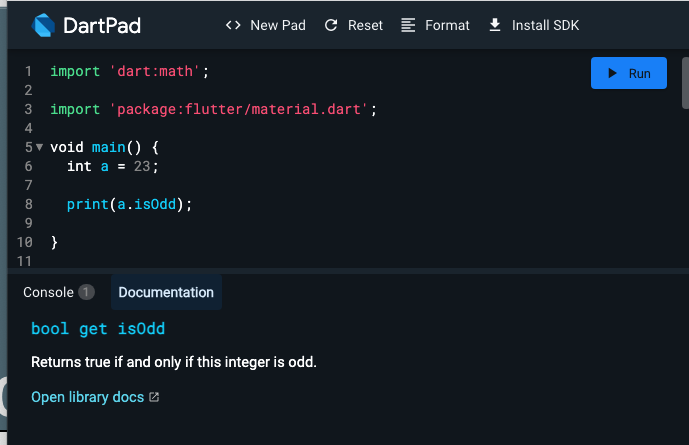 DartPad
<> New Pad Reset Format Install SDK
1 import 'dart:math';
Run
2
3 import 'package:flutter/material.dart';
4
5 void main() {
6 int a = 23;
7
8 print(a.isOdd);
9
10 }
11
Console 1 Documentation
bool get isOdd
Returns true if and only if this integer is odd.
Open library docs